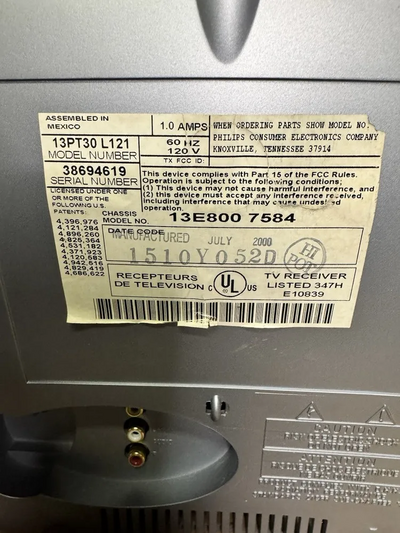 ASSEMBLED IN
MEXICO
1.0 AMPS
WHEN ORDERING PARTS SHOW MODEL NO.
PHILIPS CONSUMER ELECTRONICS COMPANY
KNOXVILLE, TENNESSEE 37914
13PT30 L121
MODEL NUMBER
60 HZ
120 V
TX FCC ID:
38694619
SERIAL NUMBER
This device complies with Part 15 of the FCC Rules.
Operation is subject to the following conditions:
(1) This device may not cause harmful interference, and
(2) this device must accept any interference received,
including interference that may cause undesired
operation.
LICENSED UNDER ONE
OR MORE OF THE
FOLLOWING U.S.
PATENTS:
4,396,976
4,121,284
4,896,260
4,825,364
4,531,182
4,371,923
4,120,583
4,942,516
4,829,419
4,686,622
CHASSIS
MODEL NO.
13E800 7584
DATE CODE
MANUFACTURED JULY 2000
1510Y052D
HI
POT
RECEPTEURS
DE TELEVISION
C UL US
TV RECEIVER
LISTED 347H
E10839
CAUTION
CAUTION